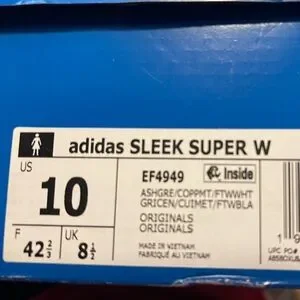 adidas SLEEK SUPER W
US
10
F
42 2/3
UK
8 1/2
EF4949
Inside
ASHGRE/COPPMT/FTWWHT
GRICEN/CUIMET/FTWBLA
ORIGINALS
ORIGINALS
MADE IN VIETNAM
FABRIQUÉ AU VIETNAM
UPC PO#